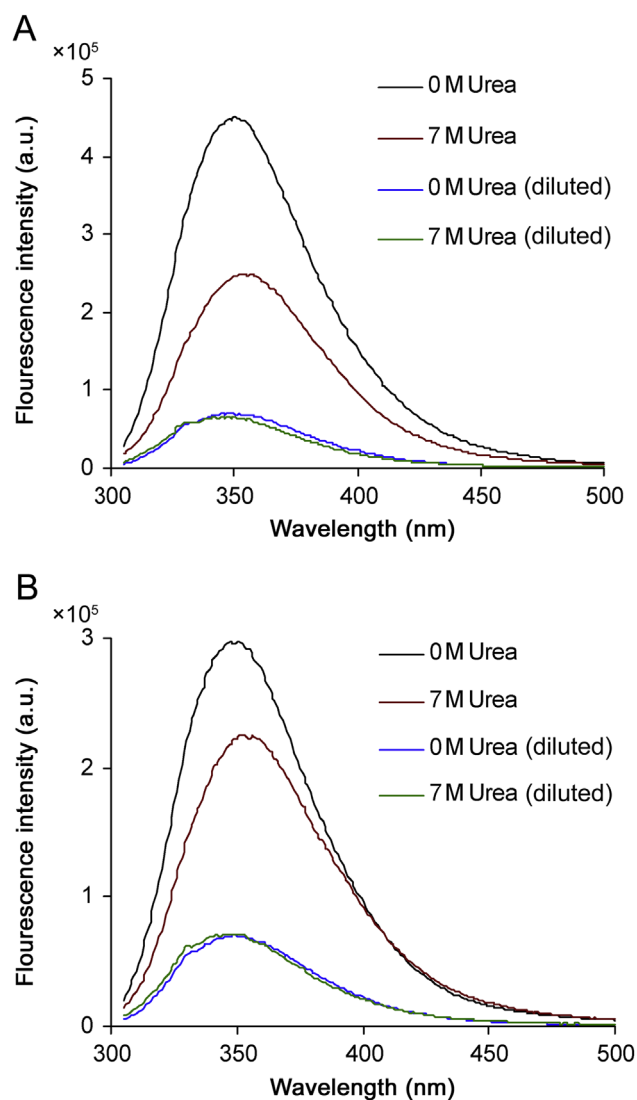 A
×10⁵
5
4
3
2
1
0
Flourescence intensity (a.u.)
0 M Urea
7 M Urea
0 M Urea (diluted)
7 M Urea (diluted)
300 350 400 450 500
Wavelength (nm)
B
×10⁵
3
2
1
0
Flourescence intensity (a.u.)
0 M Urea
7 M Urea
0 M Urea (diluted)
7 M Urea (diluted)
300 350 400 450 500
Wavelength (nm)